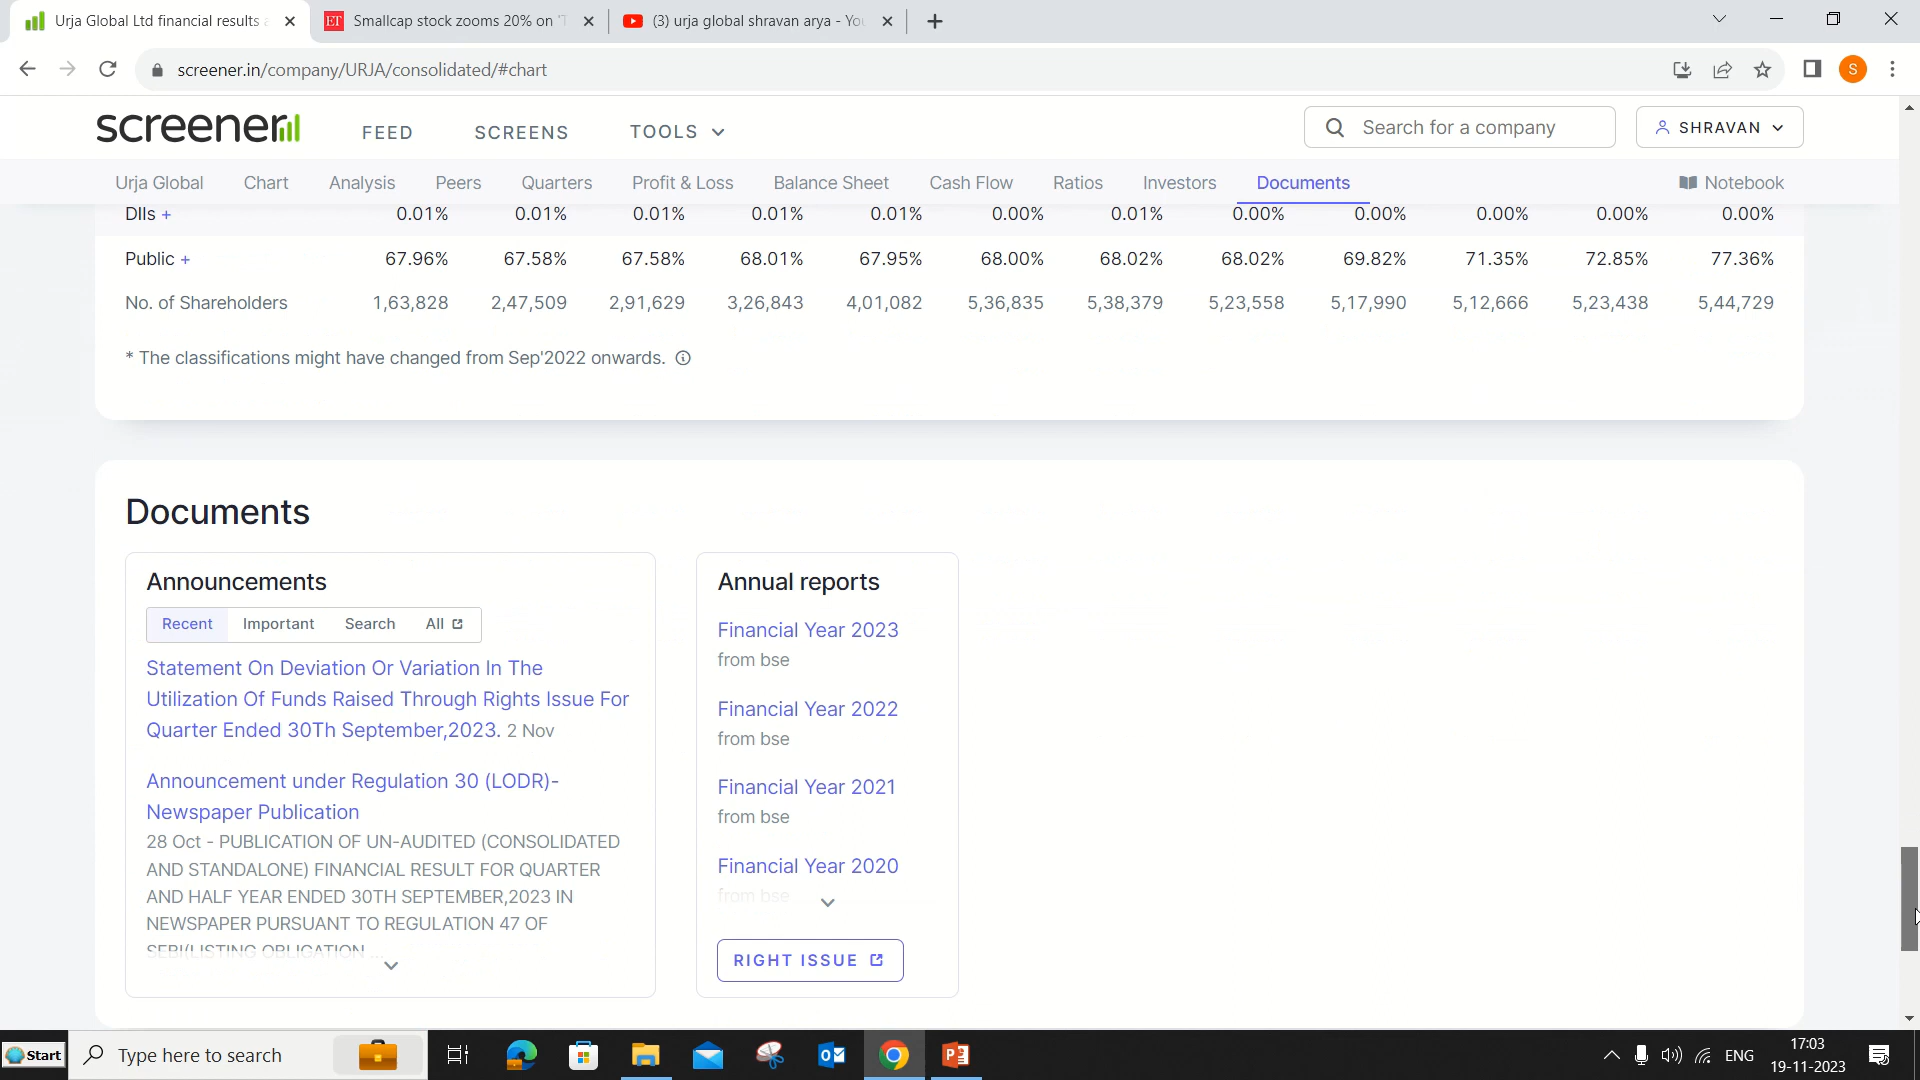 Urja Global Ltd financial results a
ET Smallcap stock zooms 20% on 'T
(3) urja global shravan arya - You
screener.in/company/URJA/consolidated/#chart
S
screener
FEED
SCREENS
TOOLS
Search for a company
SHRAVAN
Urja Global
Chart
Analysis
Peers
Quarters
Profit & Loss
Balance Sheet
Cash Flow
Ratios
Investors
Documents
Notebook
DIIs + 0.01% 0.01% 0.01% 0.01% 0.01% 0.00% 0.01% 0.00% 0.00% 0.00% 0.00% 0.00%
Public + 67.96% 67.58% 67.58% 68.01% 67.95% 68.00% 68.02% 68.02% 69.82% 71.35% 72.85% 77.36%
No. of Shareholders 1,63,828 2,47,509 2,91,629 3,26,843 4,01,082 5,36,835 5,38,379 5,23,558 5,17,990 5,12,666 5,23,438 5,44,729
* The classifications might have changed from Sep'2022 onwards.
Documents
Announcements
Recent Important Search All
Statement On Deviation Or Variation In The
Utilization Of Funds Raised Through Rights Issue For
Quarter Ended 30Th September,2023. 2 Nov
Announcement under Regulation 30 (LODR)-
Newspaper Publication
28 Oct - PUBLICATION OF UN-AUDITED (CONSOLIDATED
AND STANDALONE) FINANCIAL RESULT FOR QUARTER
AND HALF YEAR ENDED 30TH SEPTEMBER,2023 IN
NEWSPAPER PURSUANT TO REGULATION 47 OF
SEBI(LISTING OBLIGATION ...
Annual reports
Financial Year 2023
from bse
Financial Year 2022
from bse
Financial Year 2021
from bse
Financial Year 2020
from bse
RIGHT ISSUE
Start
Type here to search
ENG
17:03
19-11-2023